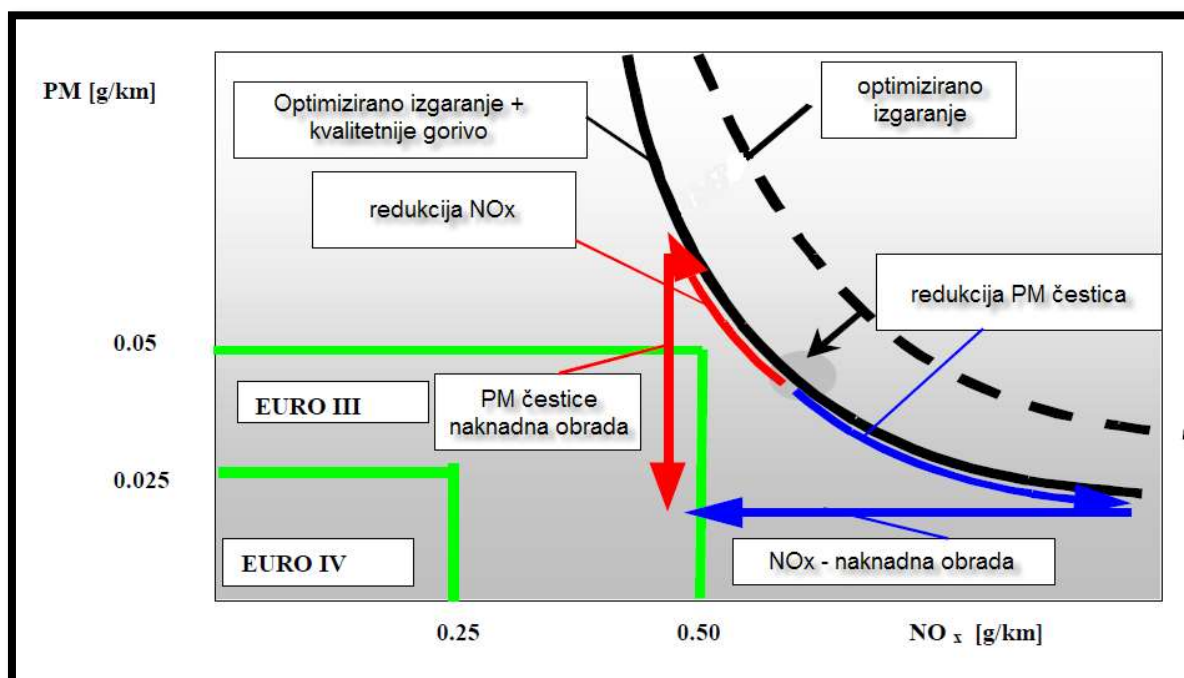 PM [g/km]
Optimizirano izgaranje +
kvalitetnije gorivo
optimizirano
izgaranje
redukcija NOx
redukcija PM čestica
0.05
EURO III
PM čestice
naknadna obrada
0.025
EURO IV
NOx - naknadna obrada
0.25
0.50
NO x [g/km]